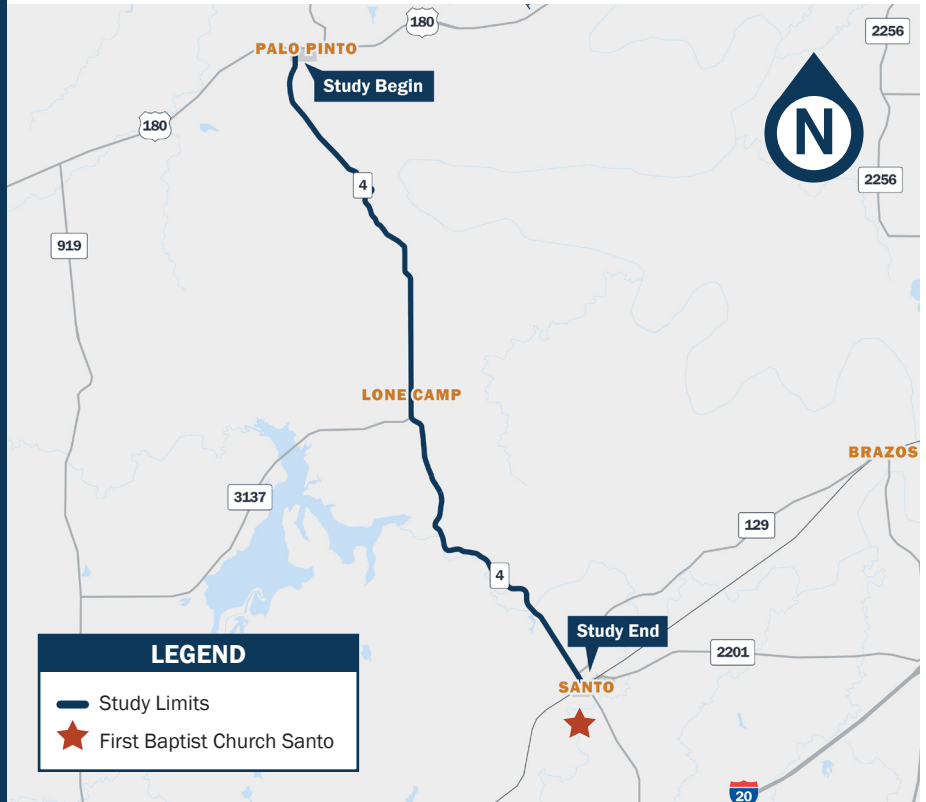 180
2256
PALO PINTO
Study Begin
180
N
4
2256
919
LONE CAMP
BRAZOS
3137
129
4
Study End
2201
SANTO
LEGEND
Study Limits
First Baptist Church Santo
20